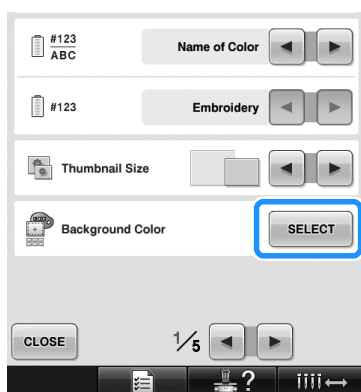 #123
ABC
Name of Color
#123
Embroidery
Thumbnail Size
Background Color
SELECT
CLOSE
1/5
?